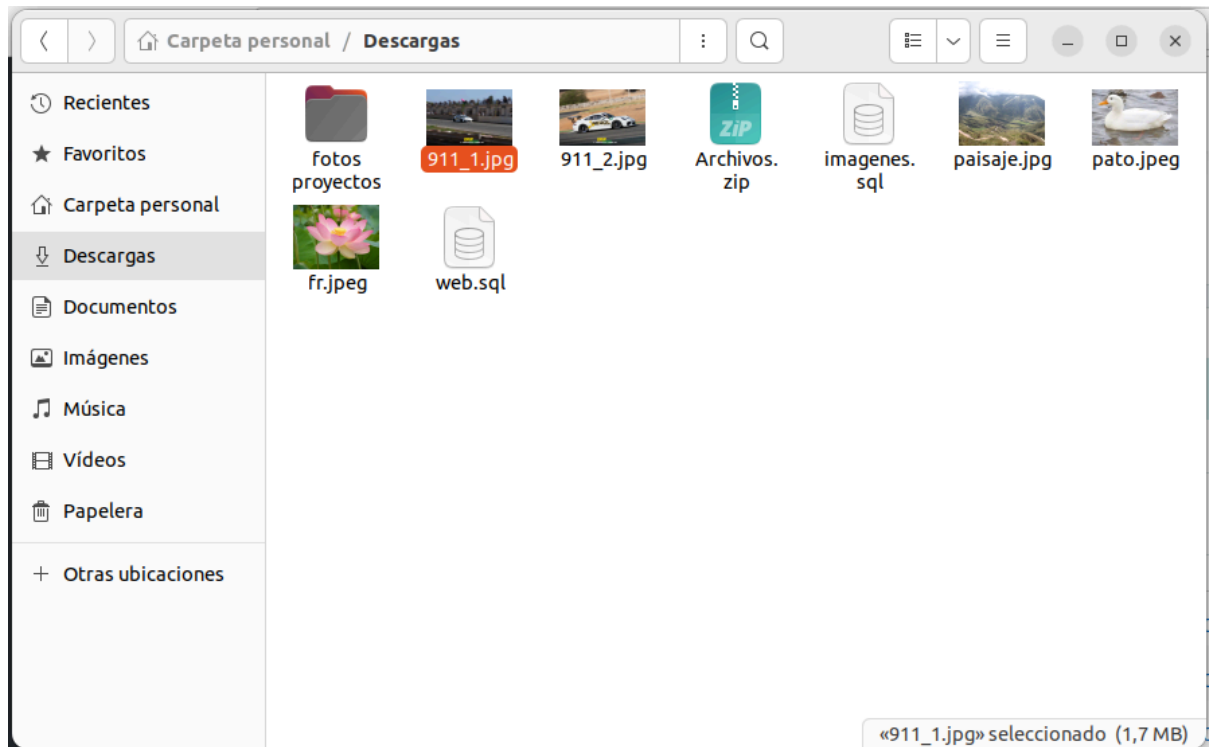 Carpeta personal / Descargas
Recientes
Favoritos
Carpeta personal
Descargas
Documentos
Imágenes
Música
Vídeos
Papelera
Otras ubicaciones
fotos
proyectos
911_1.jpg
911_2.jpg
ZiP
Archivos.
zip
imagenes.
sql
paisaje.jpg
pato.jpeg
fr.jpeg
web.sql
«911_1.jpg» seleccionado (1,7 MB)